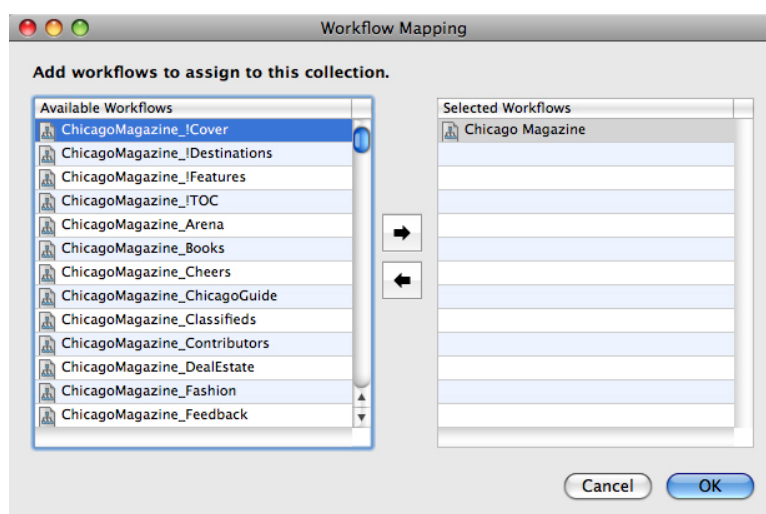 Workflow Mapping
Add workflows to assign to this collection.
Available Workflows
ChicagoMagazine_!Cover
ChicagoMagazine_!Destinations
ChicagoMagazine_!Features
ChicagoMagazine_!TOC
ChicagoMagazine_Arena
ChicagoMagazine_Books
ChicagoMagazine_Cheers
ChicagoMagazine_ChicagoGuide
ChicagoMagazine_Classifieds
ChicagoMagazine_Contributors
ChicagoMagazine_DealEstate
ChicagoMagazine_Fashion
ChicagoMagazine_Feedback
Selected Workflows
Chicago Magazine
Cancel
OK